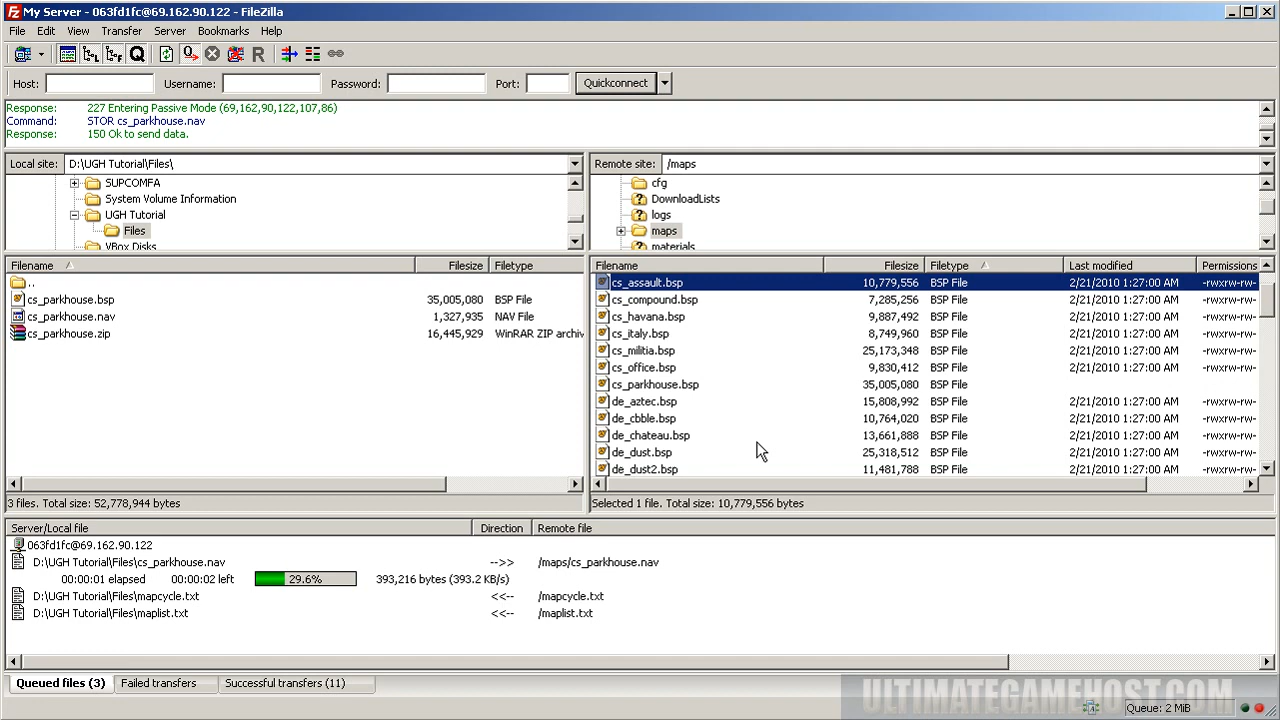 My Server - 063fd1fc@69.162.90.122 - FileZilla
File Edit View Transfer Server Bookmarks Help
Host: Username: Password: Port: Quickconnect
Response: 227 Entering Passive Mode (69,162,90,122,107,86)
Command: STOR cs_parkhouse.nav
Response: 150 Ok to send data.
Local site: D:\UGH Tutorial\Files\
SUPCOMFA
System Volume Information
UGH Tutorial
Files
VBox Disks
Remote site: /maps
cfg
DownloadLists
logs
maps
materials
Filename Filesize Filetype
..
cs_parkhouse.bsp 35,005,080 BSP File
cs_parkhouse.nav 1,327,935 NAV File
cs_parkhouse.zip 16,445,929 WinRAR ZIP archiv
3 files. Total size: 52,778,944 bytes
Filename Filesize Filetype Last modified Permissions
cs_assault.bsp 10,779,556 BSP File 2/21/2010 1:27:00 AM -rwxrw-rw-
cs_compound.bsp 7,285,256 BSP File 2/21/2010 1:27:00 AM -rwxrw-rw-
cs_havana.bsp 9,887,492 BSP File 2/21/2010 1:27:00 AM -rwxrw-rw-
cs_italy.bsp 8,749,960 BSP File 2/21/2010 1:27:00 AM -rwxrw-rw-
cs_militia.bsp 25,173,348 BSP File 2/21/2010 1:27:00 AM -rwxrw-rw-
cs_office.bsp 9,830,412 BSP File 2/21/2010 1:27:00 AM -rwxrw-rw-
cs_parkhouse.bsp 35,005,080 BSP File
de_aztec.bsp 15,808,992 BSP File 2/21/2010 1:27:00 AM -rwxrw-rw-
de_cbble.bsp 10,764,020 BSP File 2/21/2010 1:27:00 AM -rwxrw-rw-
de_chateau.bsp 13,661,888 BSP File 2/21/2010 1:27:00 AM -rwxrw-rw-
de_dust.bsp 25,318,512 BSP File 2/21/2010 1:27:00 AM -rwxrw-rw-
de_dust2.bsp 11,481,788 BSP File 2/21/2010 1:27:00 AM -rwxrw-rw-
Selected 1 file. Total size: 10,779,556 bytes
Server/Local file Direction Remote file
063fd1fc@69.162.90.122
D:\UGH Tutorial\Files\cs_parkhouse.nav -->> /maps/cs_parkhouse.nav
00:00:01 elapsed 00:00:02 left 29.6% 393,216 bytes (393.2 KB/s)
D:\UGH Tutorial\Files\mapcycle.txt <<-- /mapcycle.txt
D:\UGH Tutorial\Files\maplist.txt <<-- /maplist.txt
Queued files (3) Failed transfers Successful transfers (11)
ULTIMATEGAMEHOST.COM
Queue: 2 MiB